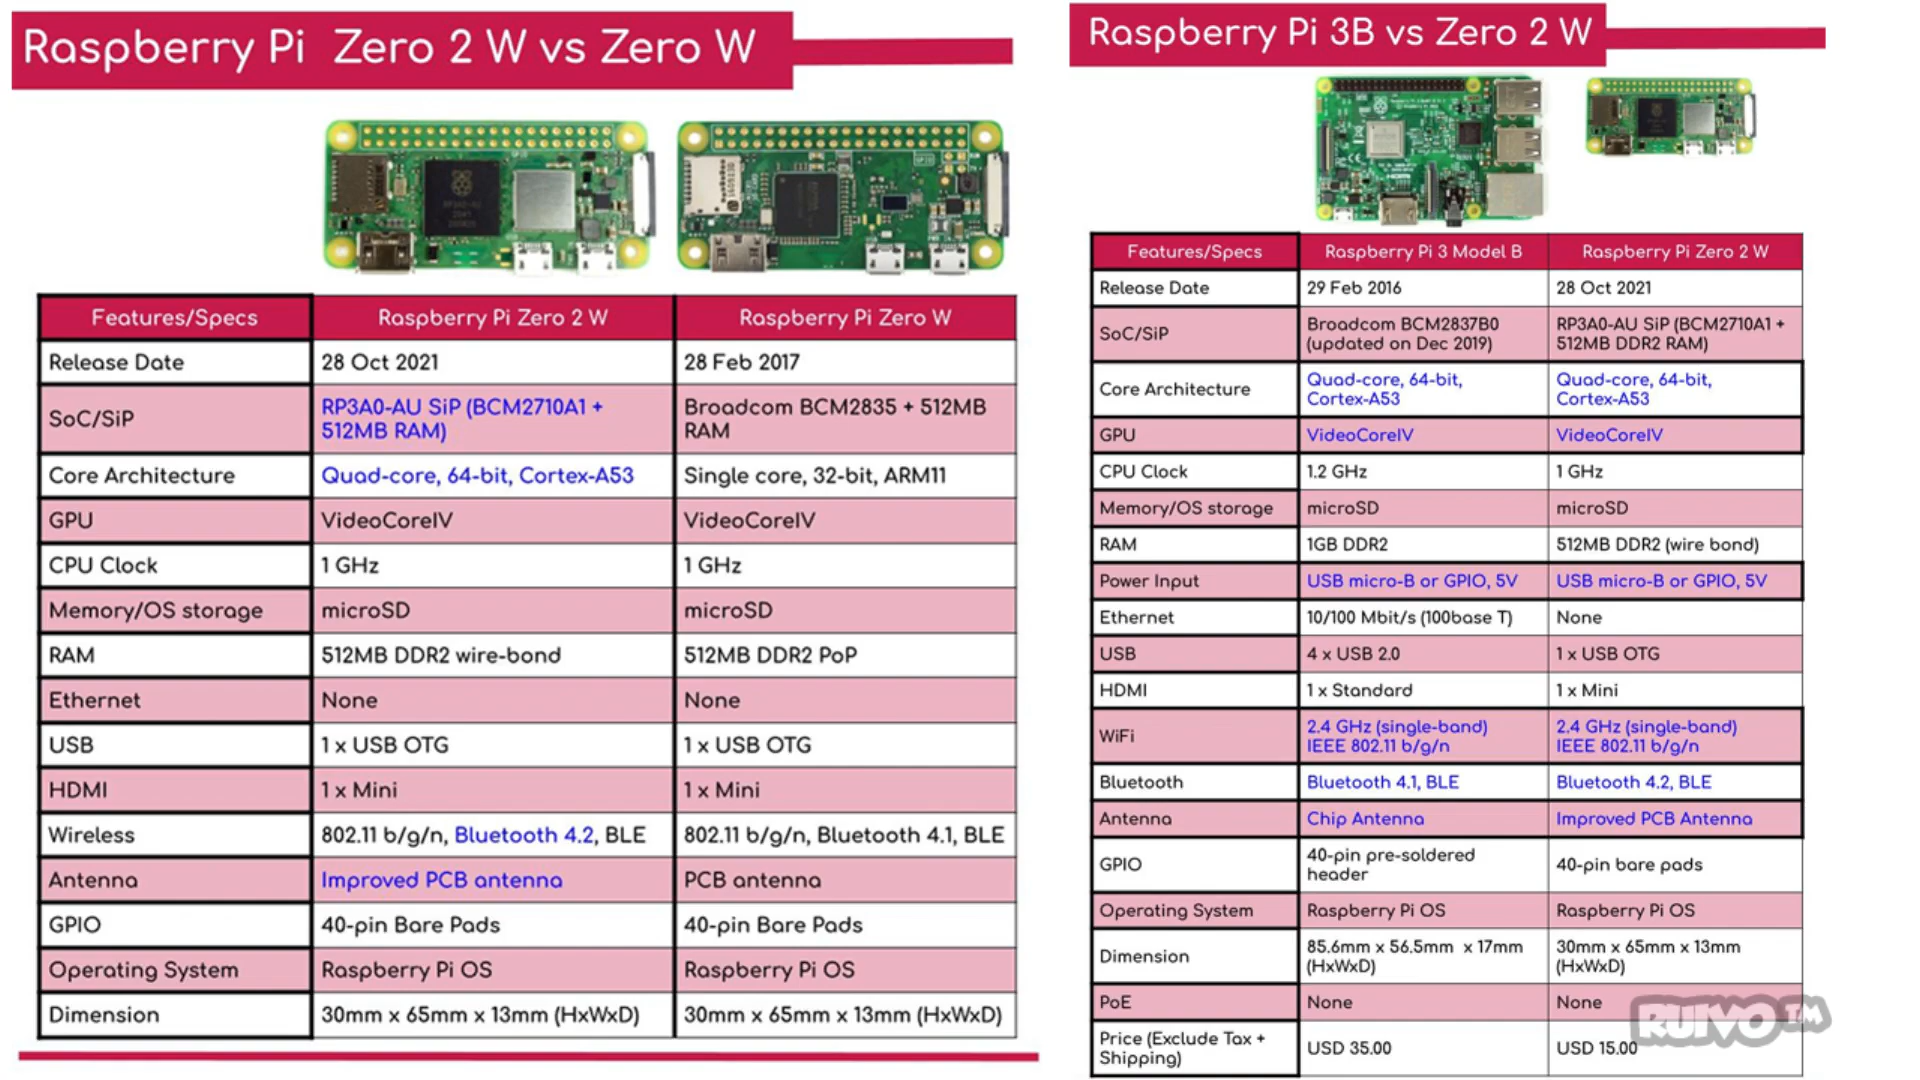 Raspberry Pi Zero 2 W vs Zero W
Features/Specs Raspberry Pi Zero 2 W Raspberry Pi Zero W
Release Date 28 Oct 2021 28 Feb 2017
SoC/SiP RP3A0-AU SiP (BCM2710A1 + 512MB RAM) Broadcom BCM2835 + 512MB RAM
Core Architecture Quad-core, 64-bit, Cortex-A53 Single core, 32-bit, ARM11
GPU VideoCoreIV VideoCoreIV
CPU Clock 1 GHz 1 GHz
Memory/OS storage microSD microSD
RAM 512MB DDR2 wire-bond 512MB DDR2 PoP
Ethernet None None
USB 1 x USB OTG 1 x USB OTG
HDMI 1 x Mini 1 x Mini
Wireless 802.11 b/g/n, Bluetooth 4.2, BLE 802.11 b/g/n, Bluetooth 4.1, BLE
Antenna Improved PCB antenna PCB antenna
GPIO 40-pin Bare Pads 40-pin Bare Pads
Operating System Raspberry Pi OS Raspberry Pi OS
Dimension 30mm x 65mm x 13mm (HxWxD) 30mm x 65mm x 13mm (HxWxD)
Raspberry Pi 3B vs Zero 2 W
Features/Specs Raspberry Pi 3 Model B Raspberry Pi Zero 2 W
Release Date 29 Feb 2016 28 Oct 2021
SoC/SiP Broadcom BCM2837B0 (updated on Dec 2019) RP3A0-AU SiP (BCM2710A1 + 512MB DDR2 RAM)
Core Architecture Quad-core, 64-bit, Cortex-A53 Quad-core, 64-bit, Cortex-A53
GPU VideoCoreIV VideoCoreIV
CPU Clock 1.2 GHz 1 GHz
Memory/OS storage microSD microSD
RAM 1GB DDR2 512MB DDR2 (wire bond)
Power Input USB micro-B or GPIO, 5V USB micro-B or GPIO, 5V
Ethernet 10/100 Mbit/s (100base T) None
USB 4 x USB 2.0 1 x USB OTG
HDMI 1 x Standard 1 x Mini
WiFi 2.4 GHz (single-band) IEEE 802.11 b/g/n 2.4 GHz (single-band) IEEE 802.11 b/g/n
Bluetooth Bluetooth 4.1, BLE Bluetooth 4.2, BLE
Antenna Chip Antenna Improved PCB Antenna
GPIO 40-pin pre-soldered header 40-pin bare pads
Operating System Raspberry Pi OS Raspberry Pi OS
Dimension 85.6mm x 56.5mm x 17mm (HxWxD) 30mm x 65mm x 13mm (HxWxD)
PoE None None
Price (Exclude Tax + Shipping) USD 35.00 USD 15.00
RUIVO™